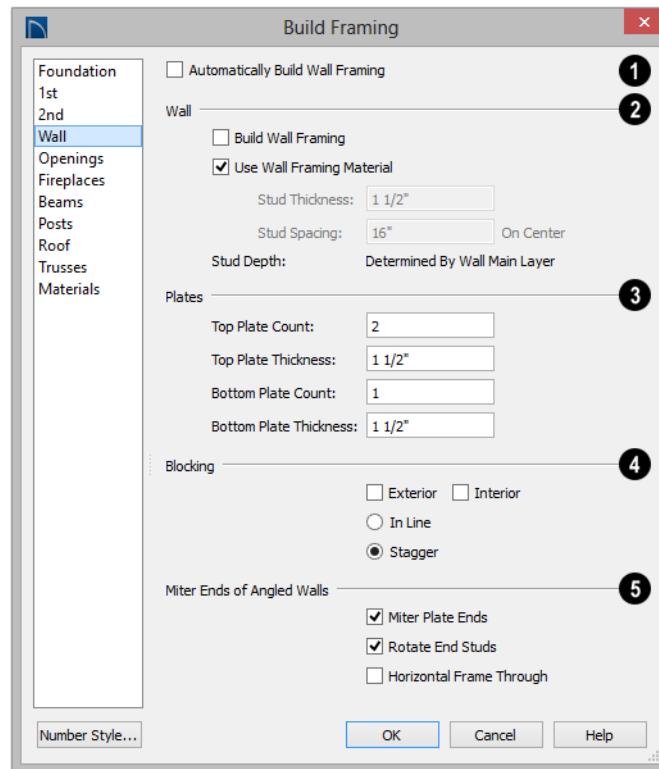 Build Framing
Foundation
1st
2nd
Wall
Openings
Fireplaces
Beams
Posts
Roof
Trusses
Materials
Automatically Build Wall Framing 1
Wall 2
Build Wall Framing
Use Wall Framing Material
Stud Thickness: 1 1/2"
Stud Spacing: 16" On Center
Stud Depth: Determined By Wall Main Layer
Plates 3
Top Plate Count: 2
Top Plate Thickness: 1 1/2"
Bottom Plate Count: 1
Bottom Plate Thickness: 1 1/2"
Blocking 4
Exterior Interior
In Line
Stagger
Miter Ends of Angled Walls 5
Miter Plate Ends
Rotate End Studs
Horizontal Frame Through
Number Style... OK Cancel Help